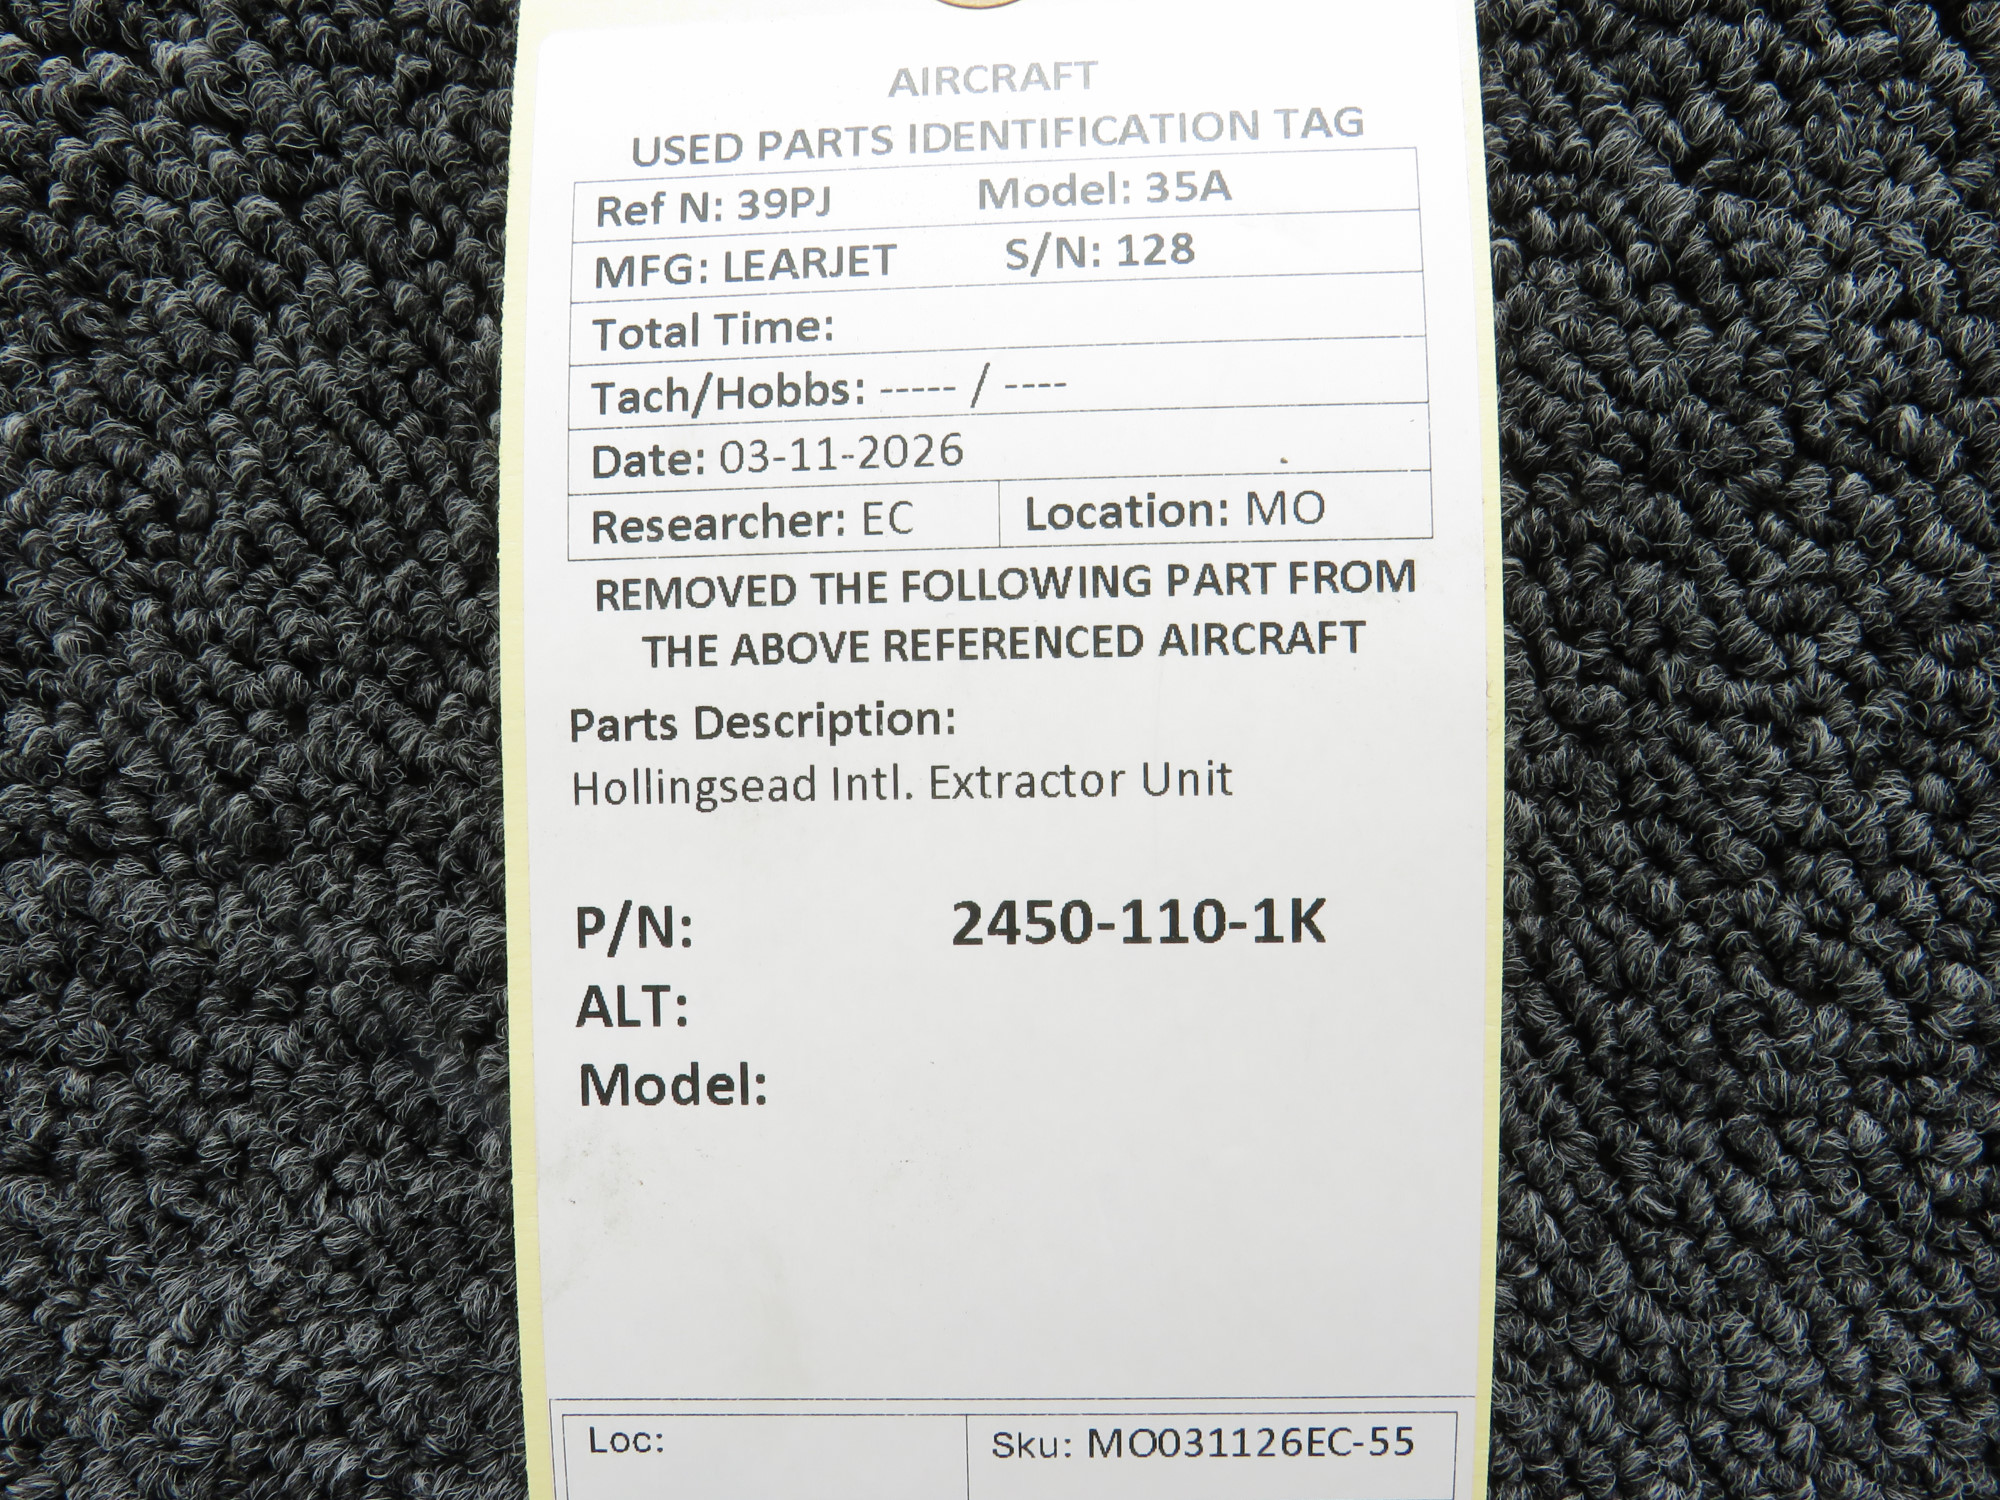 AIRCRAFT
USED PARTS IDENTIFICATION TAG
Ref N: 39PJ Model: 35A
MFG: LEARJET S/N: 128
Total Time:
Tach/Hobbs: ----- / ----
Date: 03-11-2026
Researcher: EC Location: MO
REMOVED THE FOLLOWING PART FROM
THE ABOVE REFERENCED AIRCRAFT
Parts Description:
Hollingsead Intl. Extractor Unit
P/N: 2450-110-1K
ALT:
Model:
Loc: Sku: MO031126EC-55